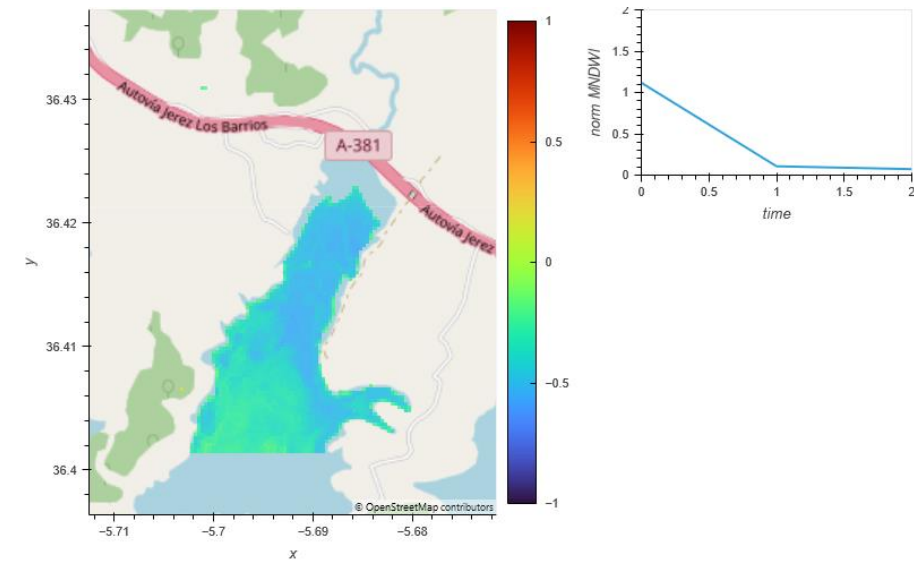 36.43
36.42
36.41
36.4
y
−5.71
−5.7
−5.69
−5.68
x
Autovía Jerez Los Barrios
A-381
Autovía Jerez
© OpenStreetMap contributors
1
0.5
0
−0.5
−1
norm MNDWI
2
1.5
1
0.5
0
0
0.5
1
1.5
2
time